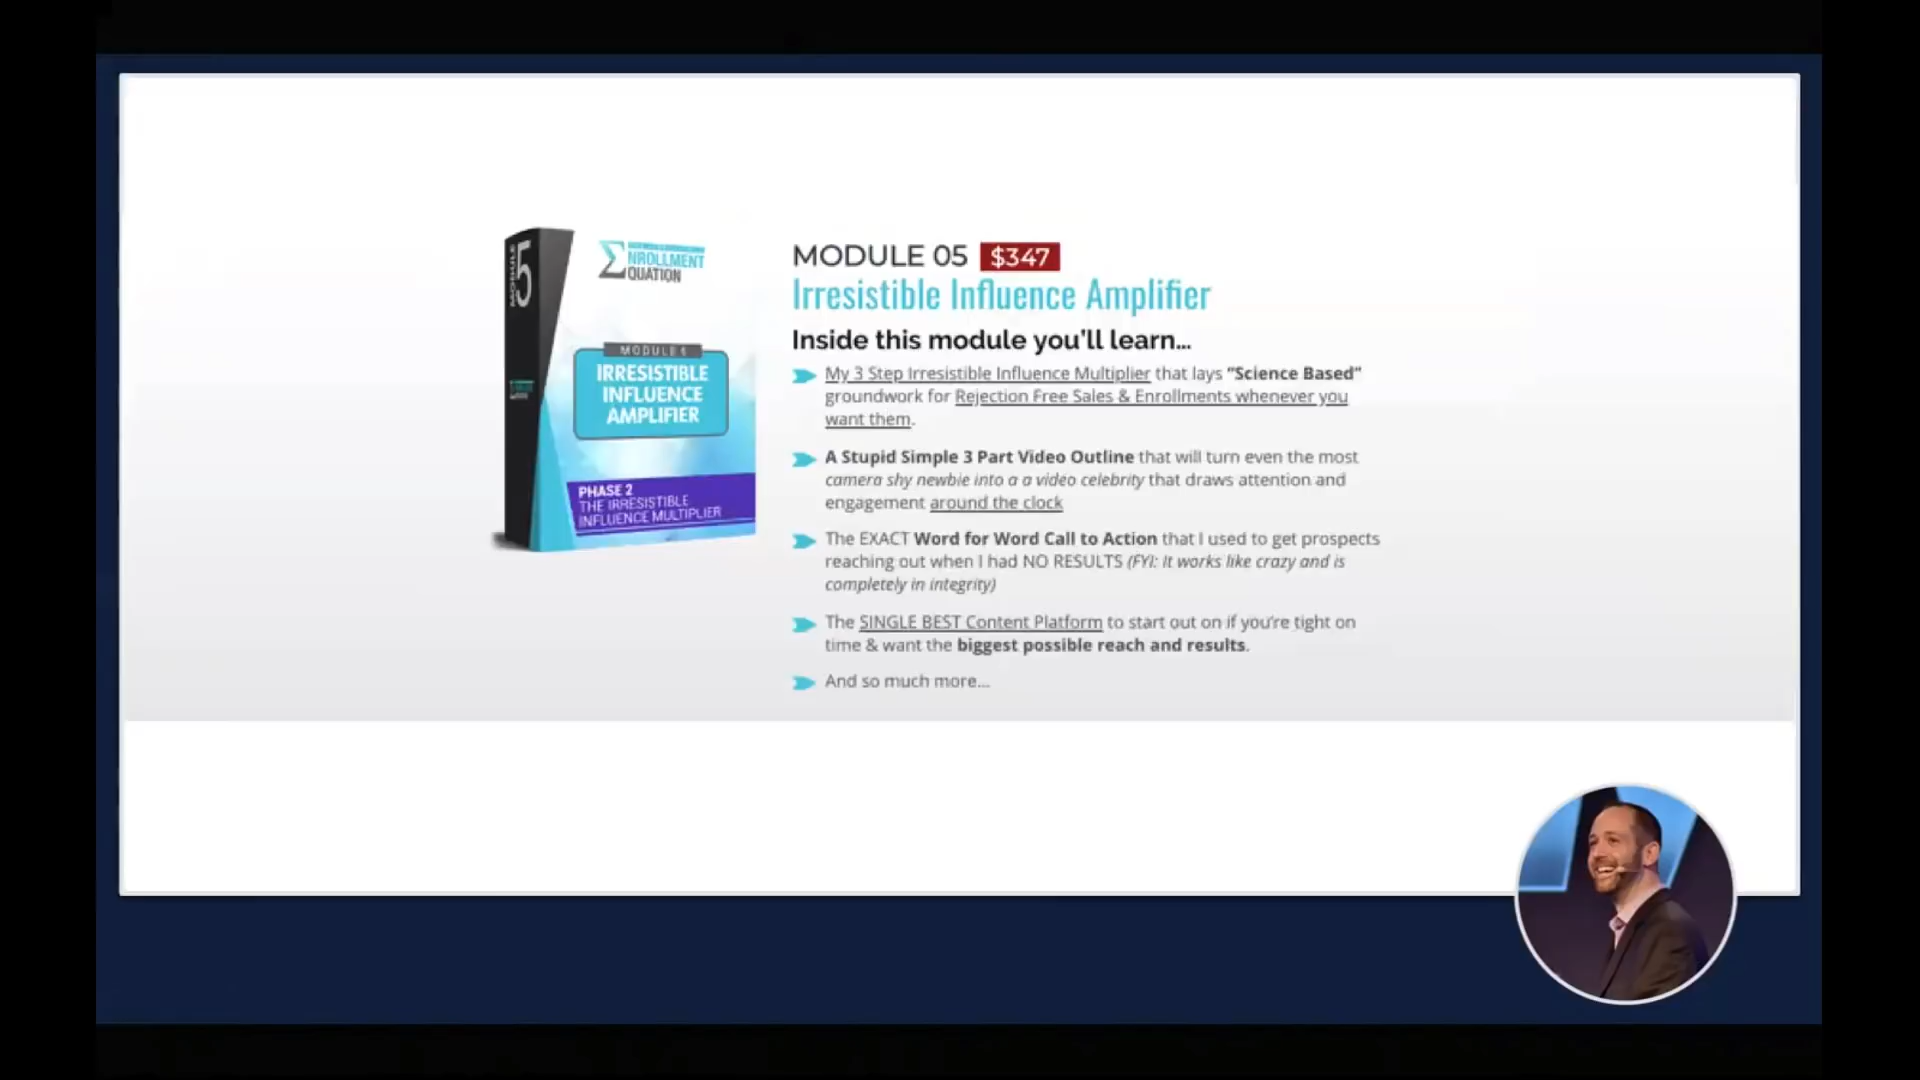 MODULE 5
NROLLMENT
QUATION
IRRESISTIBLE
INFLUENCE
AMPLIFIER
PHASE 2
THE IRRESISTIBLE
INFLUENCE MULTIPLIER
MODULE 05 $347
Irresistible Influence Amplifier
Inside this module you'll learn...
My 3 Step Irresistible Influence Multiplier that lays "Science Based"
groundwork for Rejection Free Sales & Enrollments whenever you
want them.
A Stupid Simple 3 Part Video Outline that will turn even the most
camera shy newbie into a a video celebrity that draws attention and
engagement around the clock
The EXACT Word for Word Call to Action that I used to get prospects
reaching out when I had NO RESULTS (FYI: It works like crazy and is
completely in integrity)
The SINGLE BEST Content Platform to start out on if you're tight on
time & want the biggest possible reach and results.
And so much more...